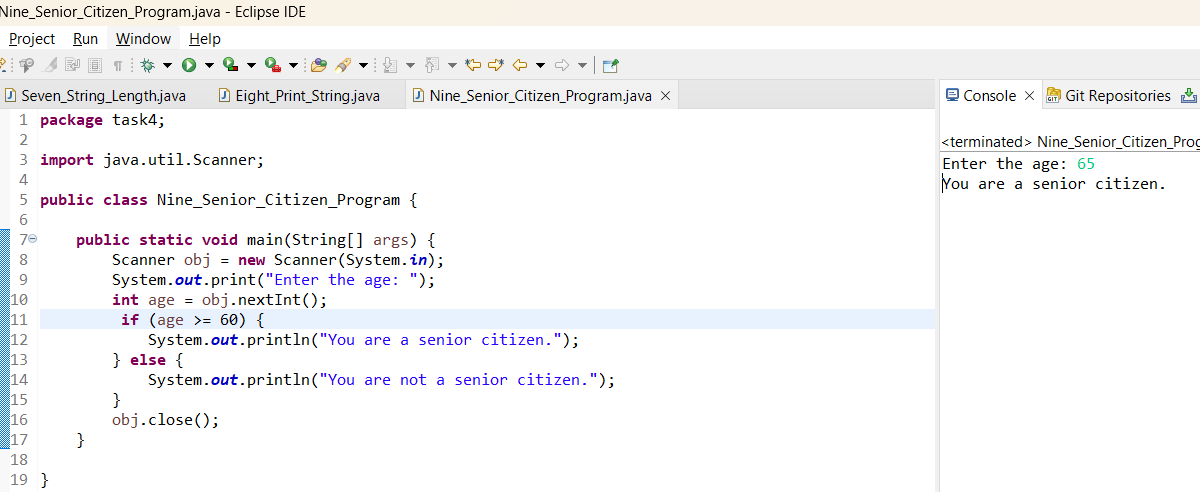 Nine_Senior_Citizen_Program.java - Eclipse IDE
Project Run Window Help
Seven_String_Length.java Eight_Print_String.java Nine_Senior_Citizen_Program.java
1 package task4;
2
3 import java.util.Scanner;
4
5 public class Nine_Senior_Citizen_Program {
6
7 public static void main(String[] args) {
8 Scanner obj = new Scanner(System.in);
9 System.out.print("Enter the age: ");
10 int age = obj.nextInt();
11 if (age >= 60) {
12 System.out.println("You are a senior citizen.");
13 } else {
14 System.out.println("You are not a senior citizen.");
15 }
16 obj.close();
17 }
18
19 }
Console Git Repositories
<terminated> Nine_Senior_Citizen_Prog
Enter the age: 65
You are a senior citizen.